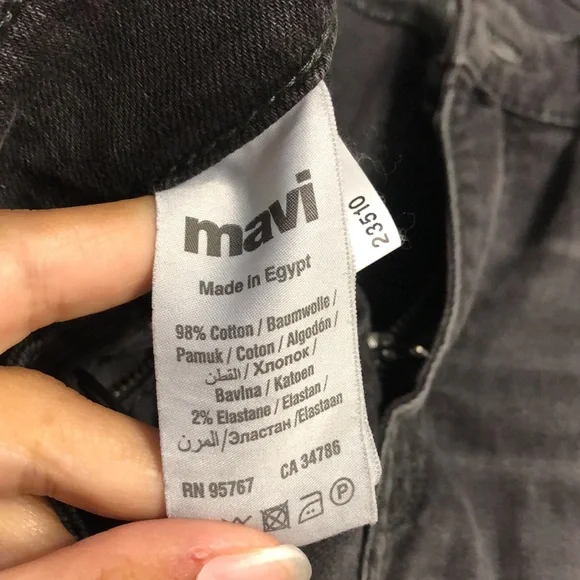 mavi
Made in Egypt
98% Cotton / Baumwolle /
Pamuk / Coton / Algodón /
القطن / Хлопок /
Bavlna / Katoen
2% Elastane / Elastan /
المرن/Эластан /Elastaan
RN 95767 CA 34786
P
23510